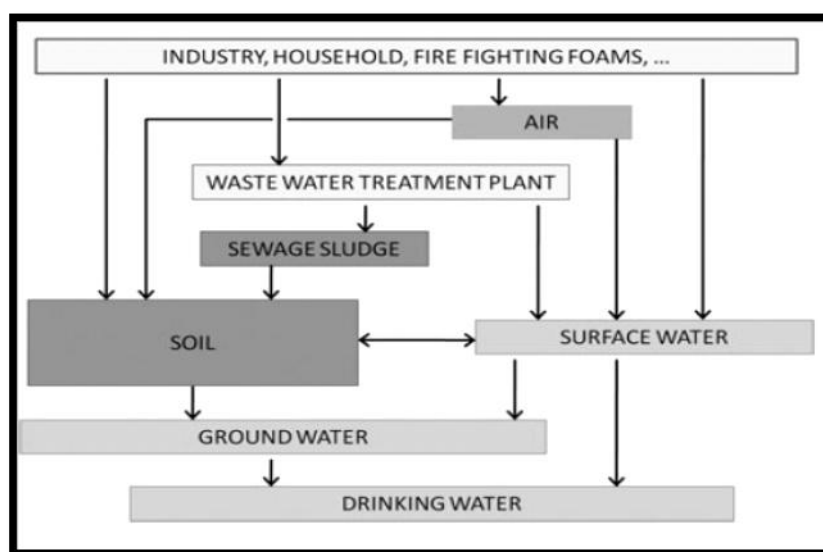 INDUSTRY, HOUSEHOLD, FIRE FIGHTING FOAMS, ...
AIR
WASTE WATER TREATMENT PLANT
SEWAGE SLUDGE
SOIL
SURFACE WATER
GROUND WATER
DRINKING WATER